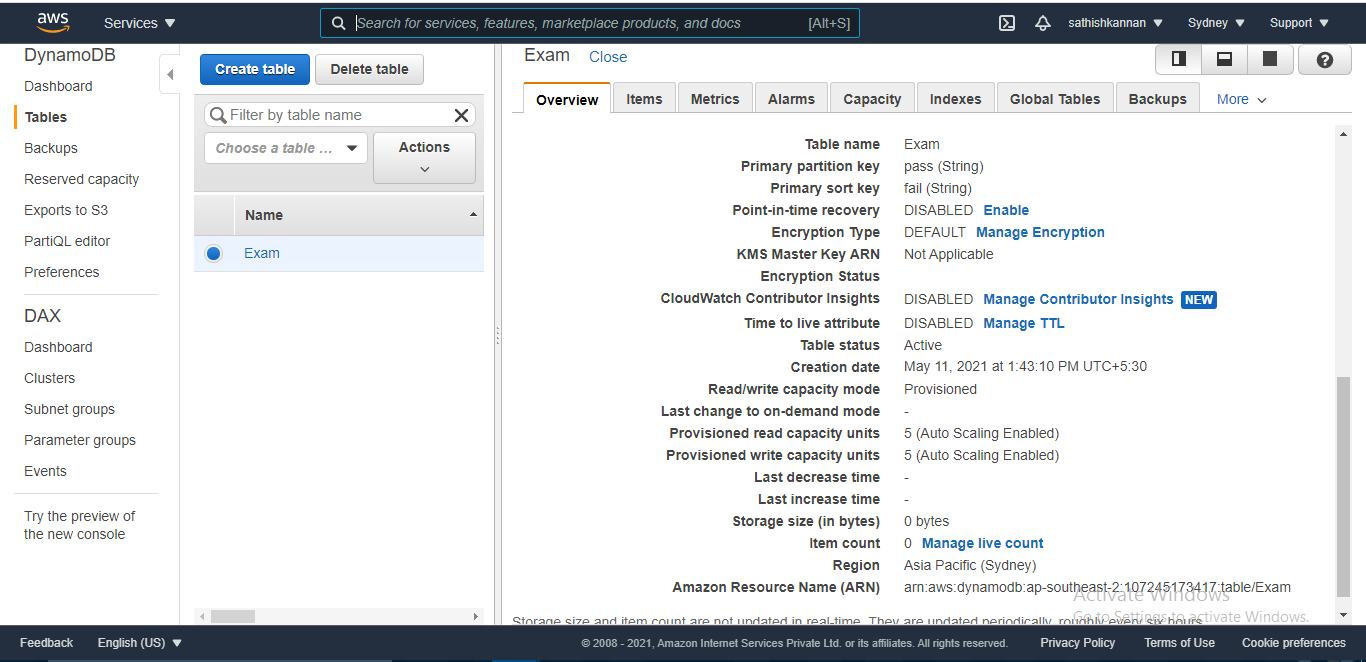 aws Services Search for services, features, marketplace products, and docs [Alt+S] sathishkannan Sydney Support
DynamoDB
Dashboard
Tables
Backups
Reserved capacity
Exports to S3
PartiQL editor
Preferences
DAX
Dashboard
Clusters
Subnet groups
Parameter groups
Events
Try the preview of
the new console
Create table Delete table
Filter by table name
Choose a table ... Actions
Name
Exam
Exam Close
Overview Items Metrics Alarms Capacity Indexes Global Tables Backups More
Table name Exam
Primary partition key pass (String)
Primary sort key fail (String)
Point-in-time recovery DISABLED Enable
Encryption Type DEFAULT Manage Encryption
KMS Master Key ARN Not Applicable
Encryption Status
CloudWatch Contributor Insights DISABLED Manage Contributor Insights NEW
Time to live attribute DISABLED Manage TTL
Table status Active
Creation date May 11, 2021 at 1:43:10 PM UTC+5:30
Read/write capacity mode Provisioned
Last change to on-demand mode -
Provisioned read capacity units 5 (Auto Scaling Enabled)
Provisioned write capacity units 5 (Auto Scaling Enabled)
Last decrease time -
Last increase time -
Storage size (in bytes) 0 bytes
Item count 0 Manage live count
Region Asia Pacific (Sydney)
Amazon Resource Name (ARN) arn:aws:dynamodb:ap-southeast-2:107245173417:table/Exam
Activate Windows
Go to Settings to activate Windows.
Storage size and item count are not updated in real-time. They are updated periodically, roughly every six hours.
Feedback English (US) © 2008 - 2021, Amazon Internet Services Private Ltd. or its affiliates. All rights reserved. Privacy Policy Terms of Use Cookie preferences